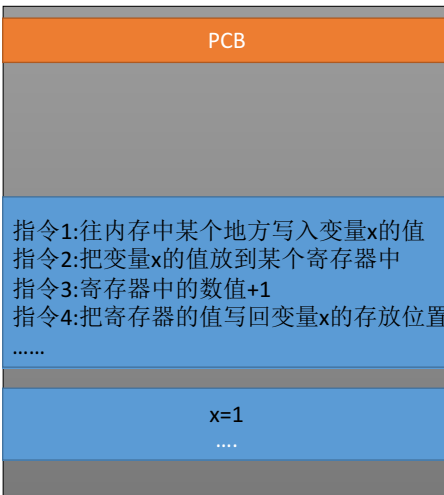 PCB
指令1:往内存中某个地方写入变量x的值
指令2:把变量x的值放到某个寄存器中
指令3:寄存器中的数值+1
指令4:把寄存器的值写回变量x的存放位置
......
x=1
....